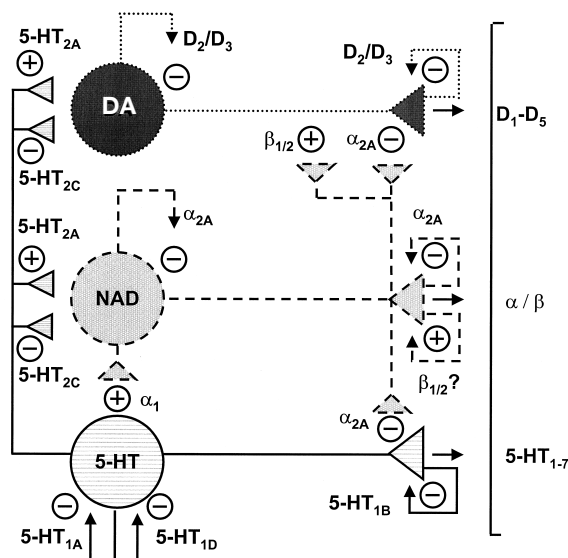 5-HT2A
+
D2/D3
−
DA
−
5-HT2C
D2/D3
−
D1-D5
β1/2 +
α2A −
5-HT2A
+
α2A
−
NAD
−
5-HT2C
α2A
−
α / β
+
β1/2?
+ α1
α2A
−
5-HT
5-HT1-7
−
−
5-HT1B
−
5-HT1A
5-HT1D